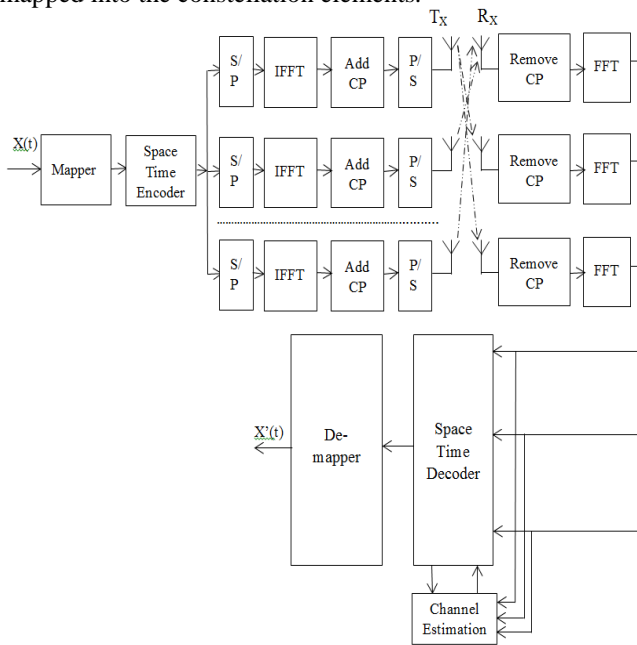 mapped into the constellation elements.
TX RX
S/
P
IFFT
Add
CP
P/
S
Remove
CP
FFT
X(t)
Mapper
Space
Time
Encoder
S/
P
IFFT
Add
CP
P/
S
Remove
CP
FFT
S/
P
IFFT
Add
CP
P/
S
Remove
CP
FFT
X'(t)
De-
mapper
Space
Time
Decoder
Channel
Estimation